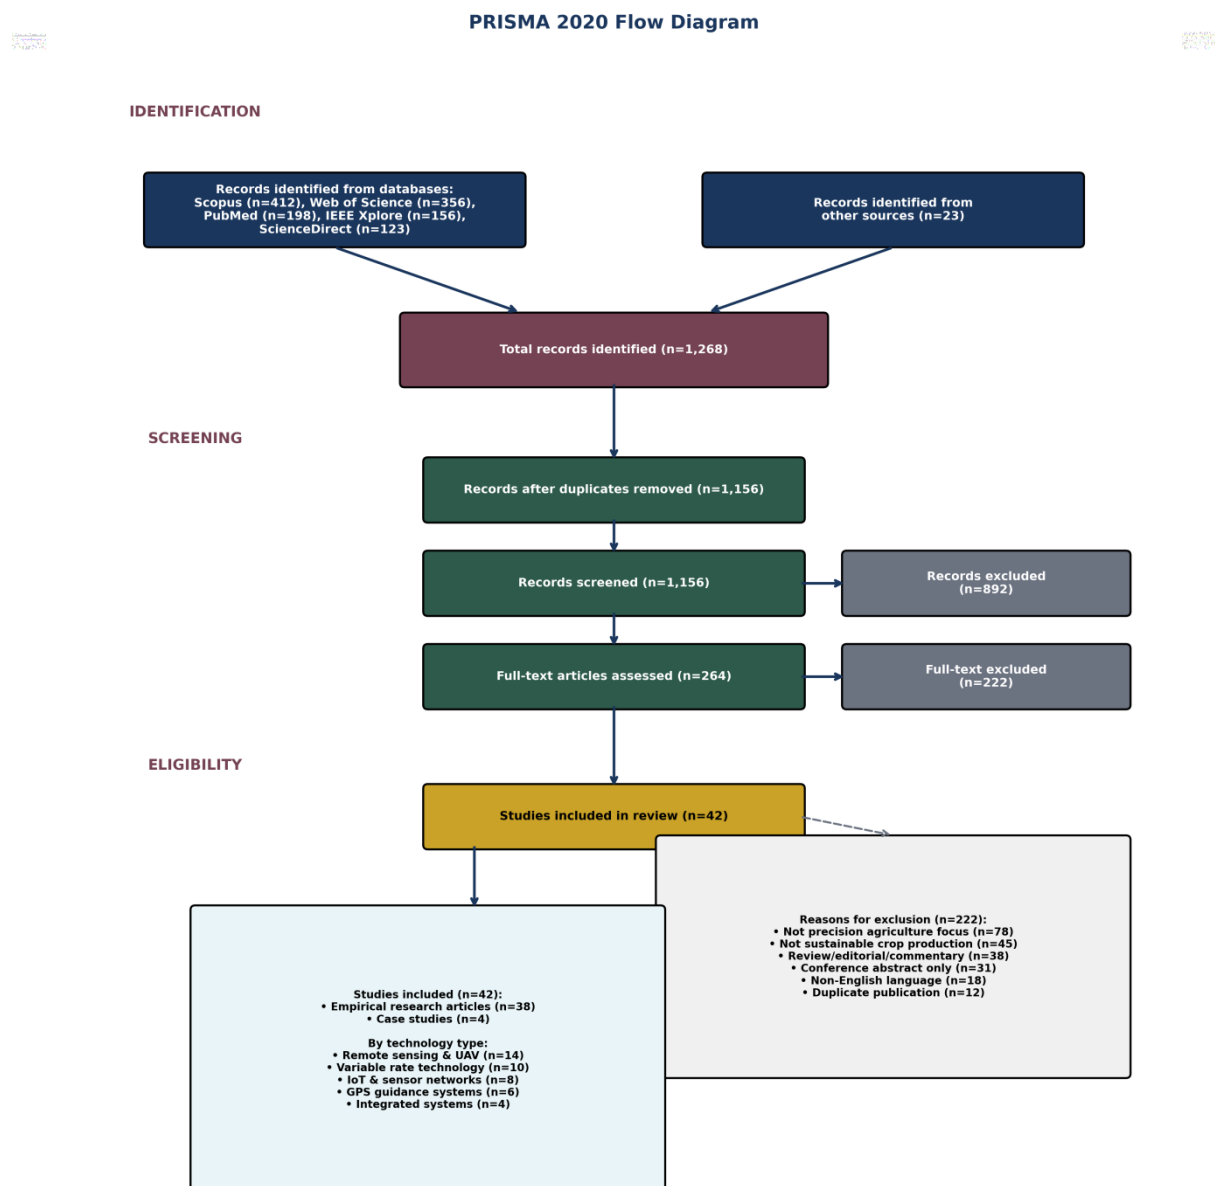 PRISMA 2020 Flow Diagram
IDENTIFICATION
Records identified from databases:
Scopus (n=412), Web of Science (n=356),
PubMed (n=198), IEEE Xplore (n=156),
ScienceDirect (n=123)
Records identified from
other sources (n=23)
Total records identified (n=1,268)
SCREENING
Records after duplicates removed (n=1,156)
Records screened (n=1,156)
Records excluded
(n=892)
Full-text articles assessed (n=264)
Full-text excluded
(n=222)
ELIGIBILITY
Studies included in review (n=42)
Reasons for exclusion (n=222):
• Not precision agriculture focus (n=78)
• Not sustainable crop production (n=45)
• Review/editorial/commentary (n=38)
• Conference abstract only (n=31)
• Non-English language (n=18)
• Duplicate publication (n=12)
Studies included (n=42):
• Empirical research articles (n=38)
• Case studies (n=4)
By technology type:
• Remote sensing & UAV (n=14)
• Variable rate technology (n=10)
• IoT & sensor networks (n=8)
• GPS guidance systems (n=6)
• Integrated systems (n=4)